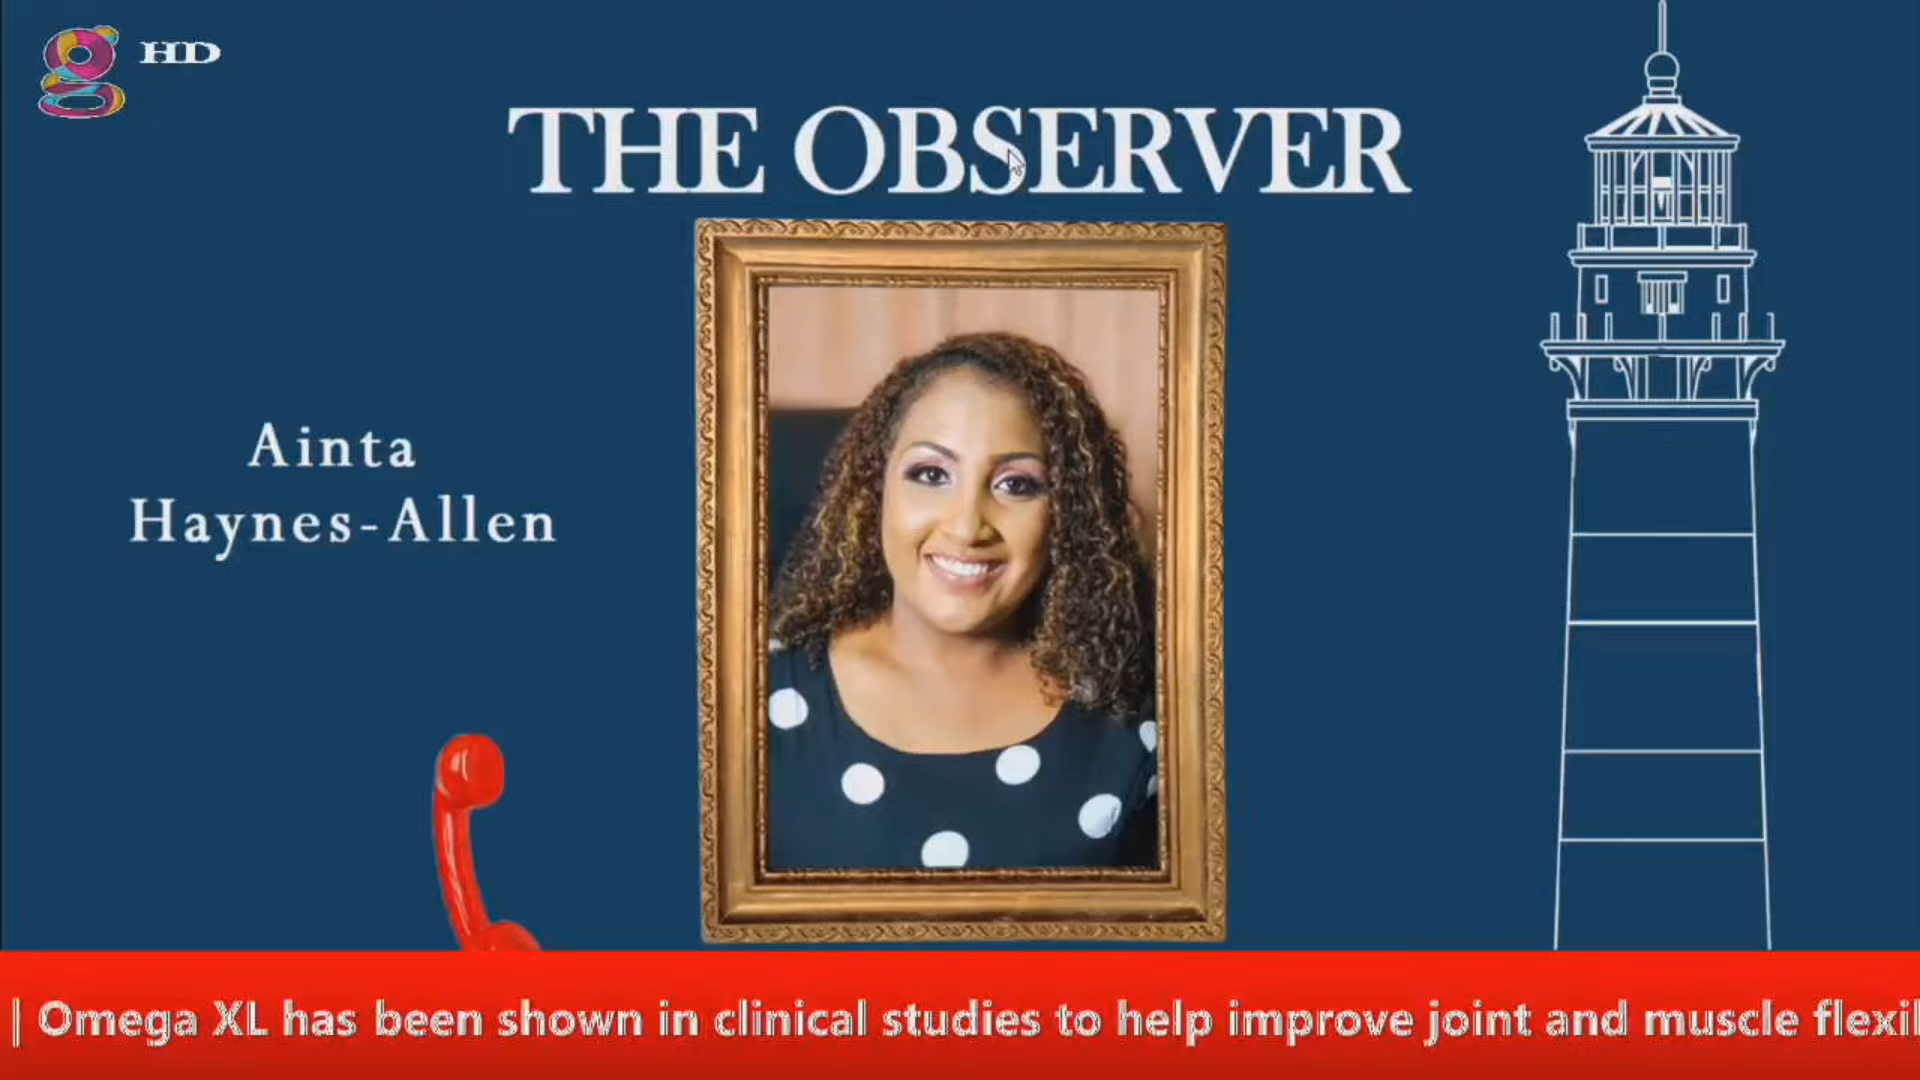 g HD
THE OBSERVER
Ainta
Haynes-Allen
| Omega XL has been shown in clinical studies to help improve joint and muscle